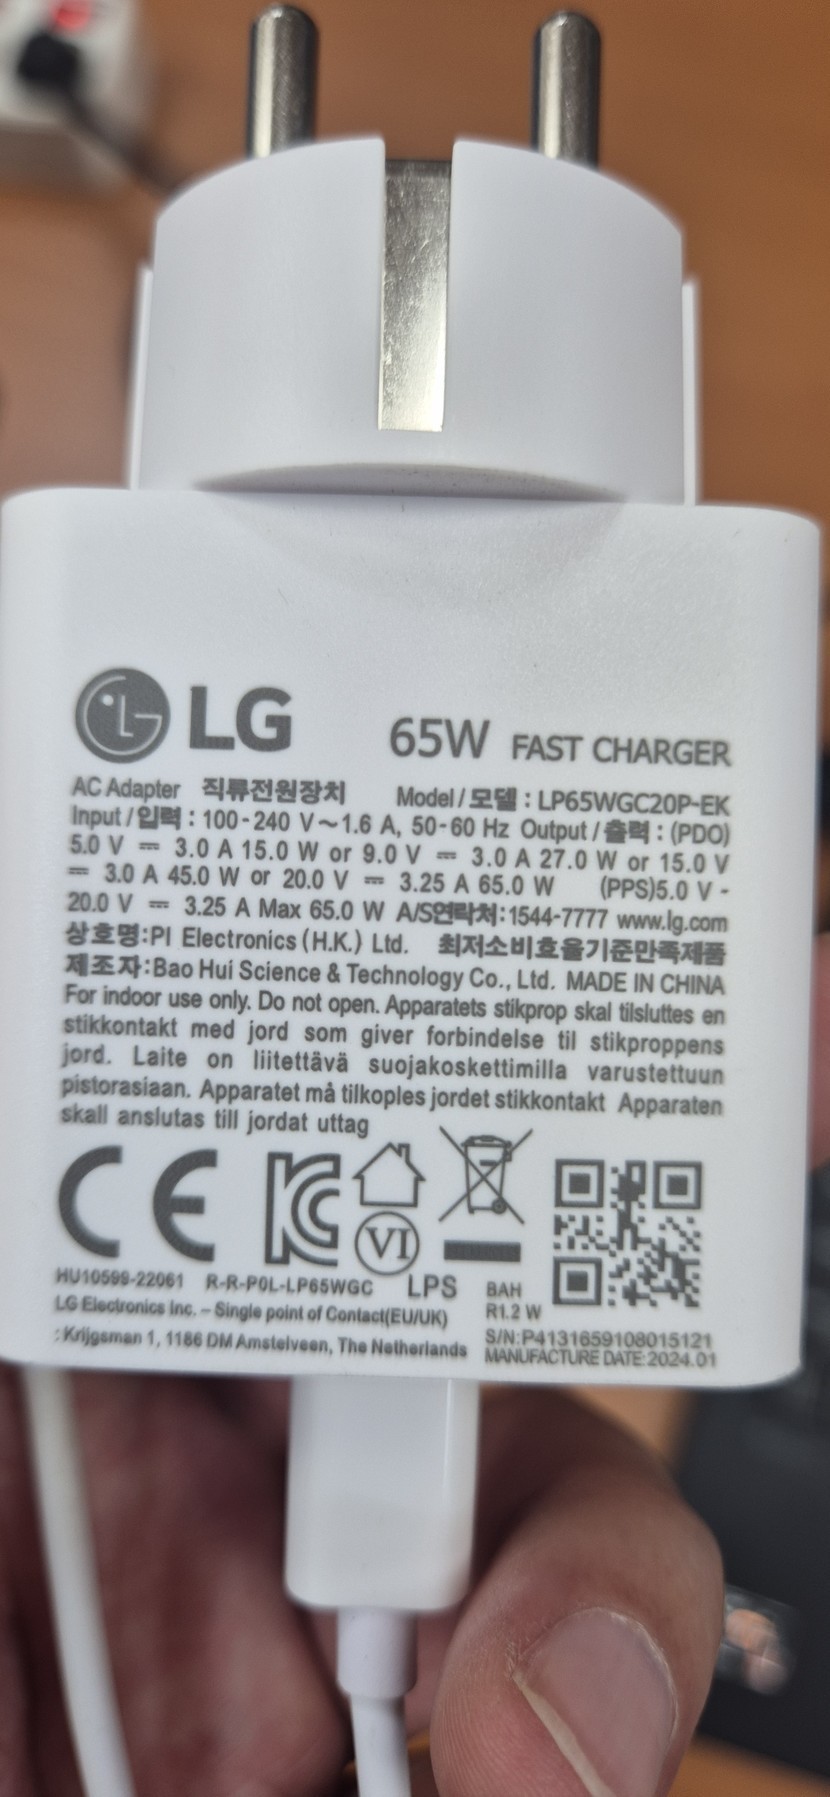 LG 65W FAST CHARGER
AC Adapter 직류전원장치 Model / 모델 : LP65WGC20P-EK
Input / 입력 : 100-240 V~1.6 A, 50-60 Hz Output / 출력 : (PDO)
5.0 V ⎓ 3.0 A 15.0 W or 9.0 V ⎓ 3.0 A 27.0 W or 15.0 V
⎓ 3.0 A 45.0 W or 20.0 V ⎓ 3.25 A 65.0 W (PPS)5.0 V -
20.0 V ⎓ 3.25 A Max 65.0 W A/S연락처:1544-7777 www.lg.com
상호명:PI Electronics (H.K.) Ltd. 최저소비효율기준만족제품
제조자:Bao Hui Science & Technology Co., Ltd. MADE IN CHINA
For indoor use only. Do not open. Apparatets stikprop skal tilsluttes en
stikkontakt med jord som giver forbindelse til stikproppens
jord. Laite on liitettävä suojakoskettimilla varustettuun
pistorasiaan. Apparatet må tilkoples jordet stikkontakt Apparaten
skall anslutas till jordat uttag
CE KC VI
HU10599-22061 R-R-P0L-LP65WGC LPS BAH
R1.2 W
LG Electronics Inc. – Single point of Contact(EU/UK)
: Krijgsman 1, 1186 DM Amstelveen, The Netherlands
S/N:P4131659108015121
MANUFACTURE DATE:2024.01